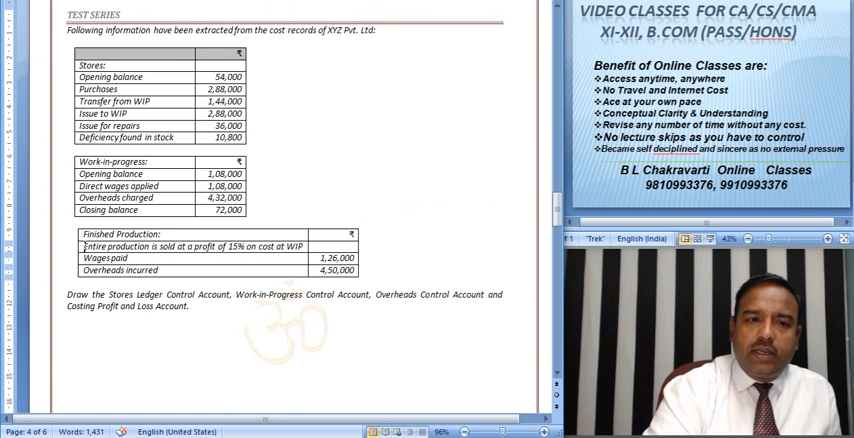 TEST SERIES
Following information have been extracted from the cost records of XYZ Pvt. Ltd:
₹
Stores:
Opening balance 54,000
Purchases 2,88,000
Transfer from WIP 1,44,000
Issue to WIP 2,88,000
Issue for repairs 36,000
Deficiency found in stock 10,800
Work-in-progress: ₹
Opening balance 1,08,000
Direct wages applied 1,08,000
Overheads charged 4,32,000
Closing balance 72,000
Finished Production: ₹
Entire production is sold at a profit of 15% on cost at WIP
Wages paid 1,26,000
Overheads incurred 4,50,000
Draw the Stores Ledger Control Account, Work-in-Progress Control Account, Overheads Control Account and
Costing Profit and Loss Account.
ॐ
Page: 4 of 6 Words: 1,431 English (United States) 96%
VIDEO CLASSES FOR CA/CS/CMA
XI-XII, B.COM (PASS/HONS)
Benefit of Online Classes are:
❖Access anytime, anywhere
❖No Travel and Internet Cost
❖Ace at your own pace
❖Conceptual Clarity & Understanding
❖Revise any number of time without any cost.
❖No lecture skips as you have to control
❖Became self deciplined and sincere as no external pressure
B L Chakravarti Online Classes
9810993376, 9910993376
f 1 "Trek" English (India) 43%